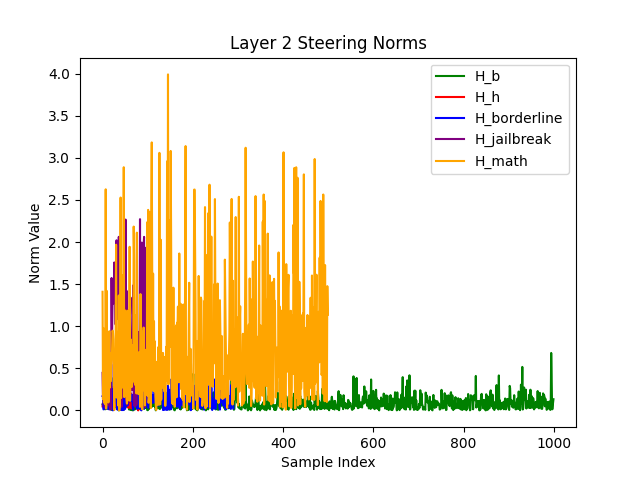 Layer 2 Steering Norms
Norm Value
4.0
3.5
3.0
2.5
2.0
1.5
1.0
0.5
0.0
H_b
H_h
H_borderline
H_jailbreak
H_math
0 200 400 600 800 1000
Sample Index